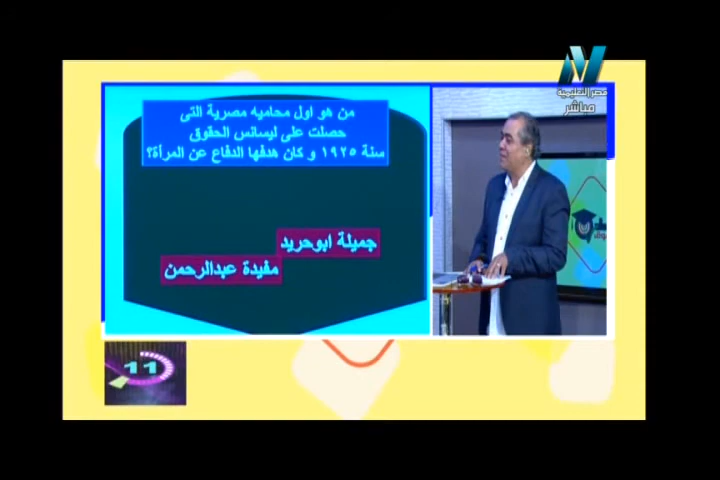 مصر التعليمية
مباشر
من هو اول محاميه مصرية التى
حصلت على ليسانس الحقوق
سنة ١٩٢٥ و كان هدفها الدفاع عن المرأة؟
جميلة ابوحريد
مفيدة عبدالرحمن
11